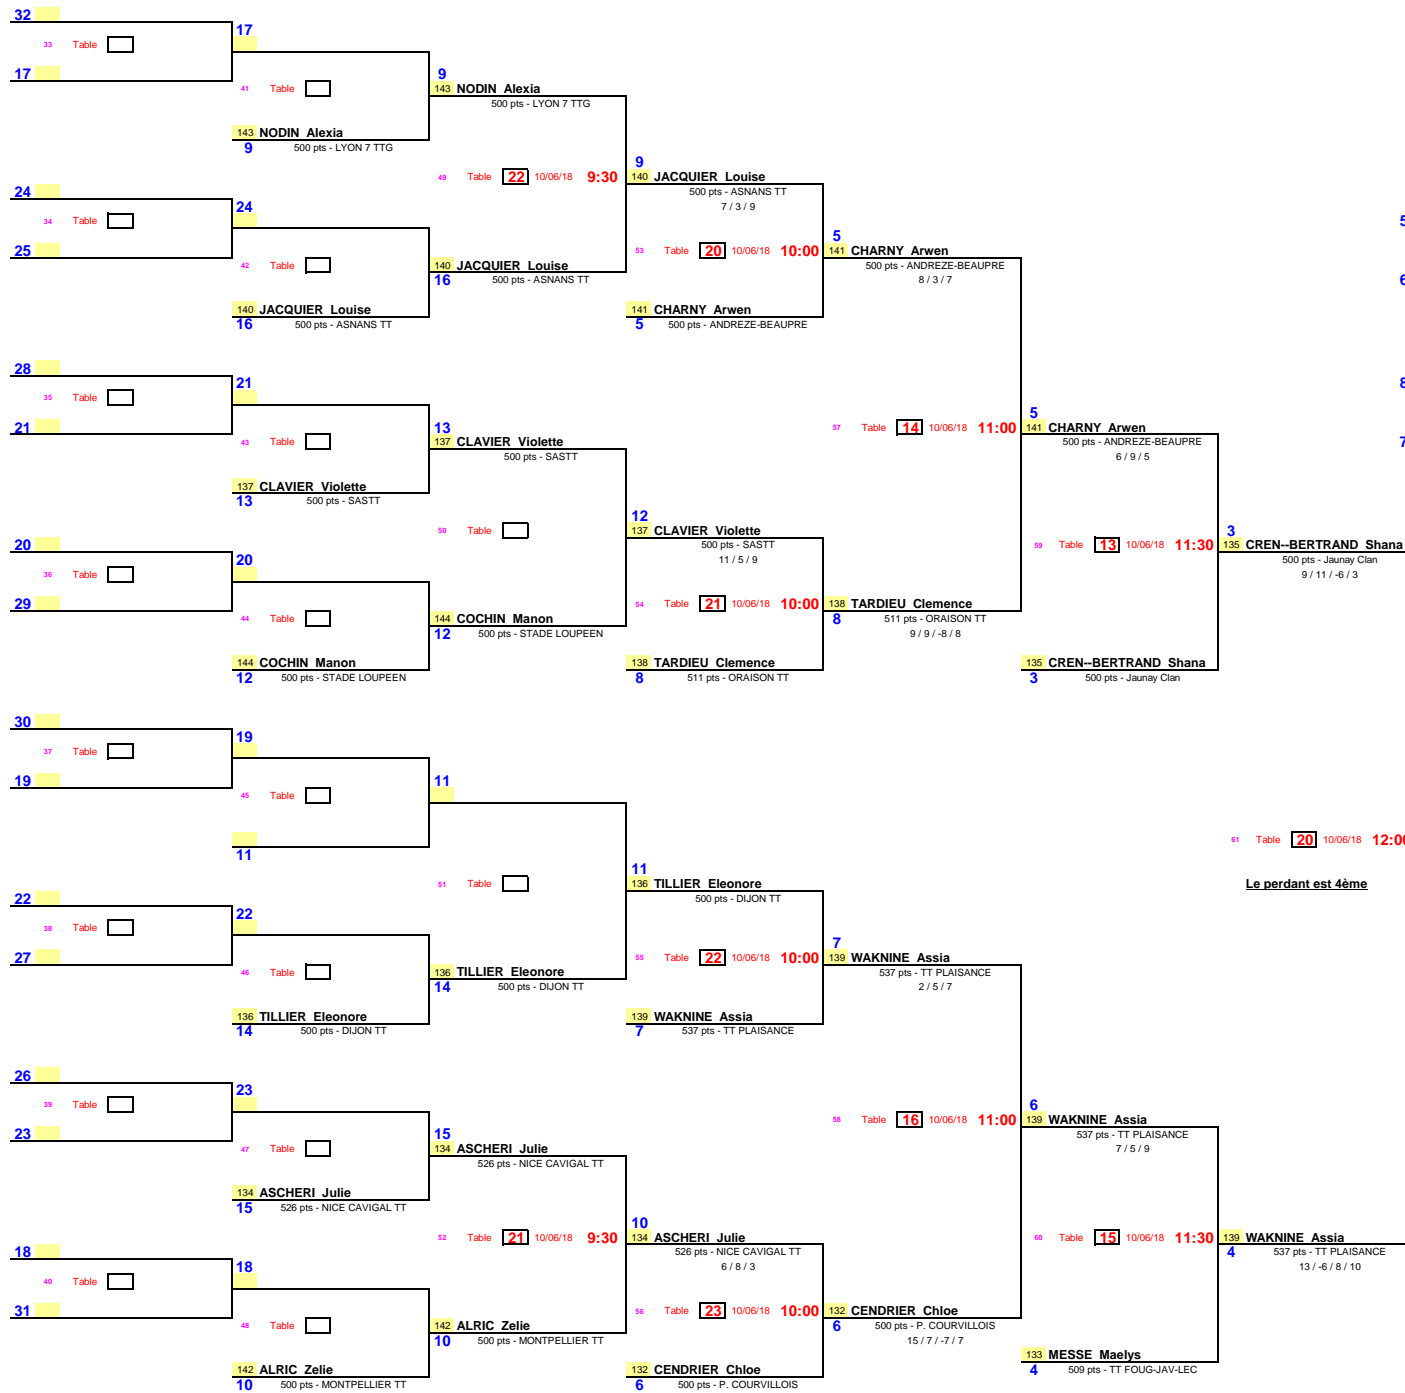 32
17
33 Table
9
17
143 NODIN Alexia
41 Table
500 pts - LYON 7 TTG
143 NODIN Alexia
9 500 pts - LYON 7 TTG
9
49 Table 22 10/06/18 9:30 140 JACQUIER Louise
24
500 pts - ASNANS TT
24
7 / 3 / 9
34 Table
5
5
25
53 Table 20 10/06/18 10:00 141 CHARNY Arwen
42 Table
140 JACQUIER Louise
500 pts - ANDREZE-BEAUPRE
16 500 pts - ASNANS TT
8 / 3 / 7
6
140 JACQUIER Louise
141 CHARNY Arwen
16 500 pts - ASNANS TT
5 500 pts - ANDREZE-BEAUPRE
28
21
8
35 Table
5
21
13
57 Table 14 10/06/18 11:00 141 CHARNY Arwen
43 Table
137 CLAVIER Violette
500 pts - ANDREZE-BEAUPRE
7
500 pts - SASTT
6 / 9 / 5
137 CLAVIER Violette
13 500 pts - SASTT
12
50 Table
137 CLAVIER Violette
3
20
500 pts - SASTT
59 Table 13 10/06/18 11:30 135 CREN--BERTRAND Shana
20
11 / 5 / 9
500 pts - Jaunay Clan
36 Table
9 / 11 / -6 / 3
29
54 Table 21 10/06/18 10:00 138 TARDIEU Clemence
44 Table
144 COCHIN Manon
8 511 pts - ORAISON TT
12 500 pts - STADE LOUPEEN
9 / 9 / -8 / 8
144 COCHIN Manon
138 TARDIEU Clemence
135 CREN--BERTRAND Shana
12 500 pts - STADE LOUPEEN
8 511 pts - ORAISON TT
3 500 pts - Jaunay Clan
30
19
37 Table
19
11
45 Table
61 Table 20 10/06/18 12:00
11
11
51 Table
136 TILLIER Eleonore
Le perdant est 4ème
22
500 pts - DIJON TT
22
38 Table
7
27
55 Table 22 10/06/18 10:00 139 WAKNINE Assia
46 Table
136 TILLIER Eleonore
537 pts - TT PLAISANCE
14 500 pts - DIJON TT
2 / 5 / 7
136 TILLIER Eleonore
139 WAKNINE Assia
14 500 pts - DIJON TT
7 537 pts - TT PLAISANCE
26
23
39 Table
6
23
15
58 Table 16 10/06/18 11:00 139 WAKNINE Assia
47 Table
134 ASCHERI Julie
537 pts - TT PLAISANCE
526 pts - NICE CAVIGAL TT
7 / 5 / 9
134 ASCHERI Julie
15 526 pts - NICE CAVIGAL TT
10
52 Table 21 10/06/18 9:30 134 ASCHERI Julie
60 Table 15 10/06/18 11:30 139 WAKNINE Assia
18
526 pts - NICE CAVIGAL TT
4 537 pts - TT PLAISANCE
18
6 / 8 / 3
13 / -6 / 8 / 10
40 Table
31
56 Table 23 10/06/18 10:00 132 CENDRIER Chloe
48 Table
142 ALRIC Zelie
6 500 pts - P. COURVILLOIS
10 500 pts - MONTPELLIER TT
15 / 7 / -7 / 7
133 MESSE Maelys
142 ALRIC Zelie
132 CENDRIER Chloe
4 509 pts - TT FOUG-JAV-LEC
10 500 pts - MONTPELLIER TT
6 500 pts - P. COURVILLOIS